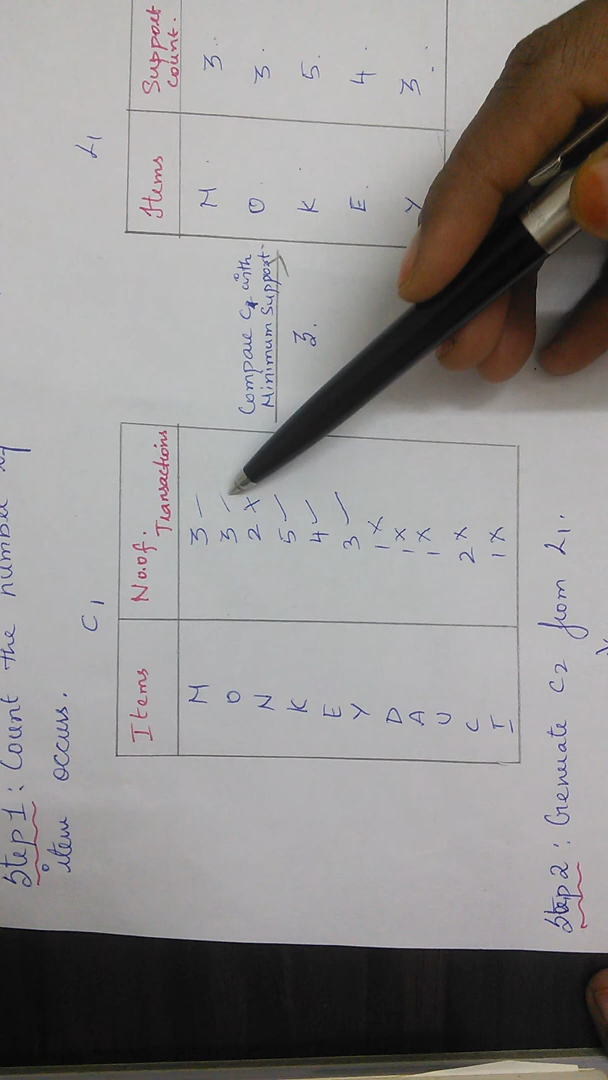 Step 1 : Count the number of
item occurs.
C1
Items No.of. Transactions
M 3
O 3
N 2 x
K 5
E 4
Y 3
D 1 x
A 1 x
U 1 x
C 2 x
I 1 x
Compare C1 with
Minimum Support
3.
L1
Items Support count.
M 3
O 3
K 5
E 4
Y 3
Step 2 : Generate C2 from L1.